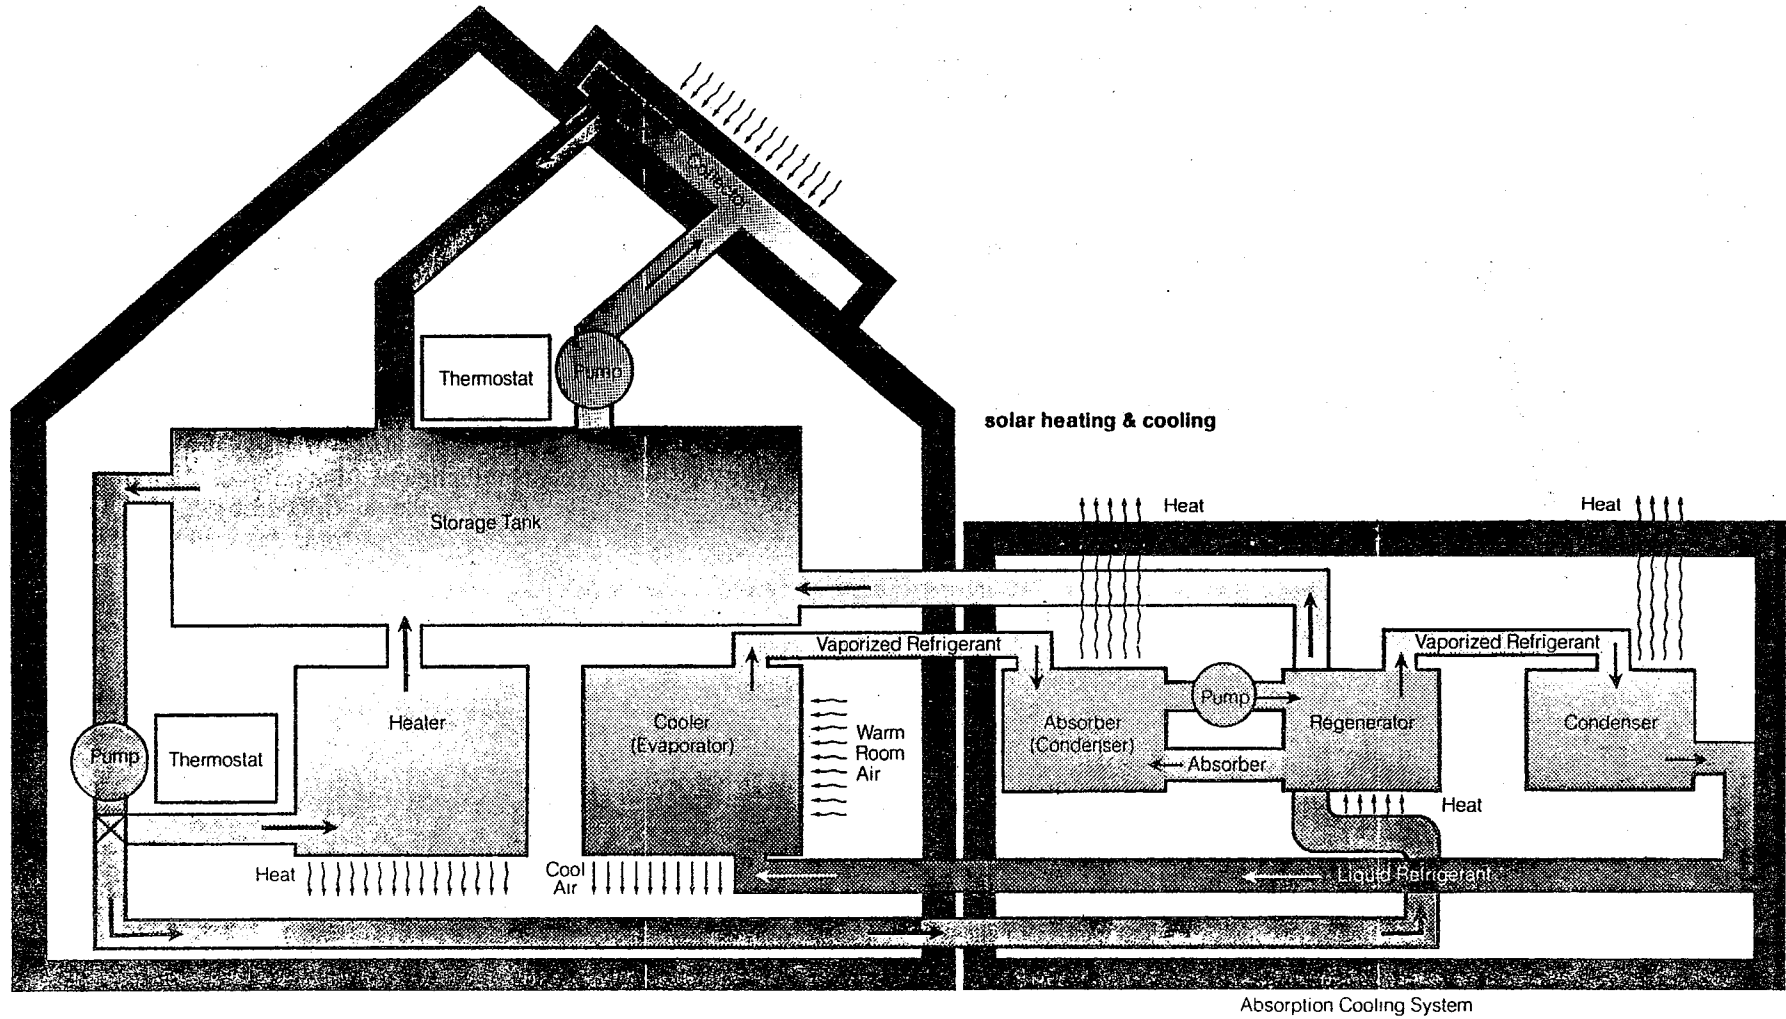 Collector
Thermostat
Pump
solar heating & cooling
Storage Tank
Heat
Heat
Vaporized Refrigerant
Vaporized Refrigerant
Pump
Thermostat
Heater
Cooler
(Evaporator)
Warm
Room
Air
Absorber
(Condenser)
Pump
Regenerator
Condenser
Absorber
Heat
Heat
Cool
Air
Liquid Refrigerant
Absorption Cooling System